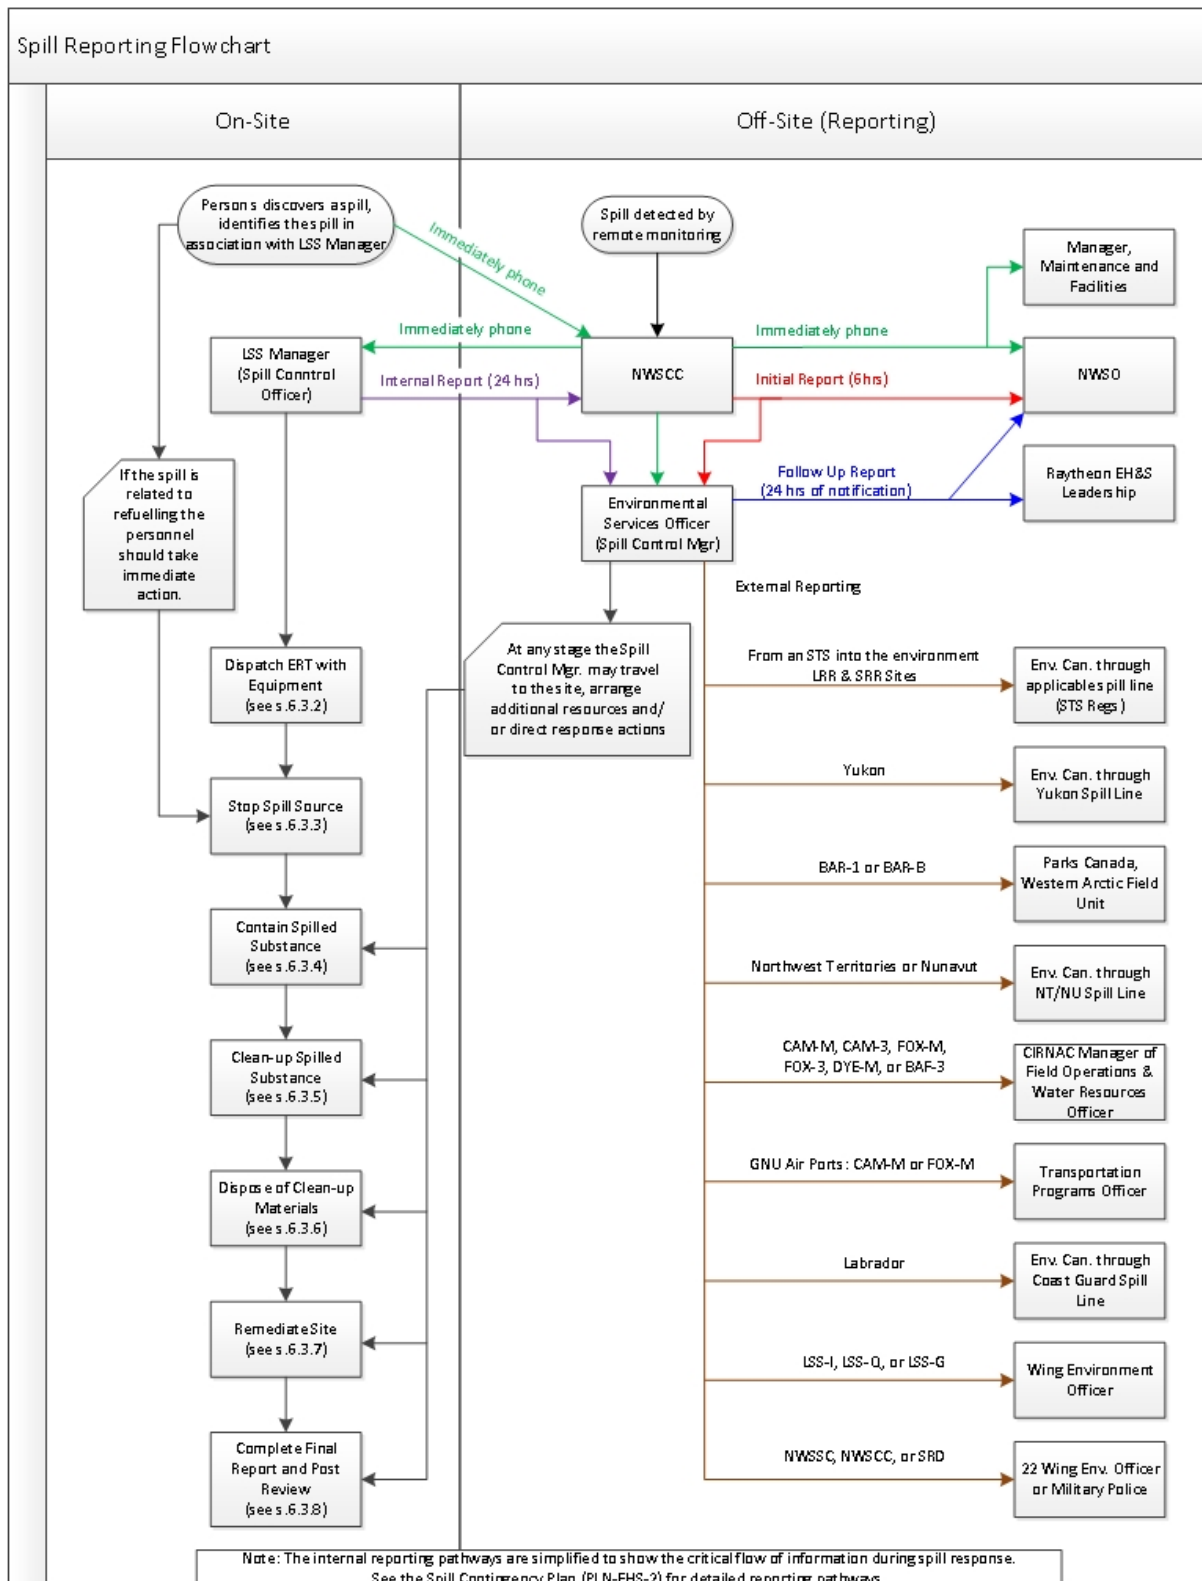 Spill Reporting Flowchart
On-Site
Off-Site (Reporting)
Persons discovers a spill,
identifies the spill in
association with LSS Manager
Immediately phone
Spill detected by
remote monitoring
Manager,
Maintenance and
Facilities
Immediately phone
Immediately phone
LSS Manager
(Spill Conntrol
Officer)
Internal Report (24 hrs)
NWSCC
Initial Report (6hrs)
NWSO
If the spill is
related to
refuelling the
personnel
should take
immediate
action.
Follow Up Report
(24 hrs of notification)
Raytheon EH&S
Leadership
Environmental
Services Officer
(Spill Control Mgr)
External Reporting
At any stage the Spill
Control Mgr. may travel
to the site, arrange
additional resources and/
or direct response actions
Dispatch ERT with
Equipment
(see s.6.3.2)
From an STS into the environment
LRR & SRR Sites
Env. Can. through
applicable spill line
(STS Regs)
Stop Spill Source
(see s.6.3.3)
Yukon
Env. Can. through
Yukon Spill Line
BAR-1 or BAR-B
Parks Canada,
Western Arctic Field
Unit
Contain Spilled
Substance
(see s.6.3.4)
Northwest Territories or Nunavut
Env. Can. through
NT/NU Spill Line
Clean-up Spilled
Substance
(see s.6.3.5)
CAM-M, CAM-3, FOX-M,
FOX-3, DYE-M, or BAF-3
CIRNAC Manager of
Field Operations &
Water Resources
Officer
Dispose of Clean-up
Materials
(see s.6.3.6)
GNU Air Ports: CAM-M or FOX-M
Transportation
Programs Officer
Labrador
Env. Can. through
Coast Guard Spill
Line
Remediate Site
(see s.6.3.7)
LSS-I, LSS-Q, or LSS-G
Wing Environment
Officer
Complete Final
Report and Post
Review
(see s.6.3.8)
NWSSC, NWSCC, or SRD
22 Wing Env. Officer
or Military Police
Note: The internal reporting pathways are simplified to show the critical flow of information during spill response.
See the Spill Contingency Plan (PLN-EHS-2) for detailed reporting pathways